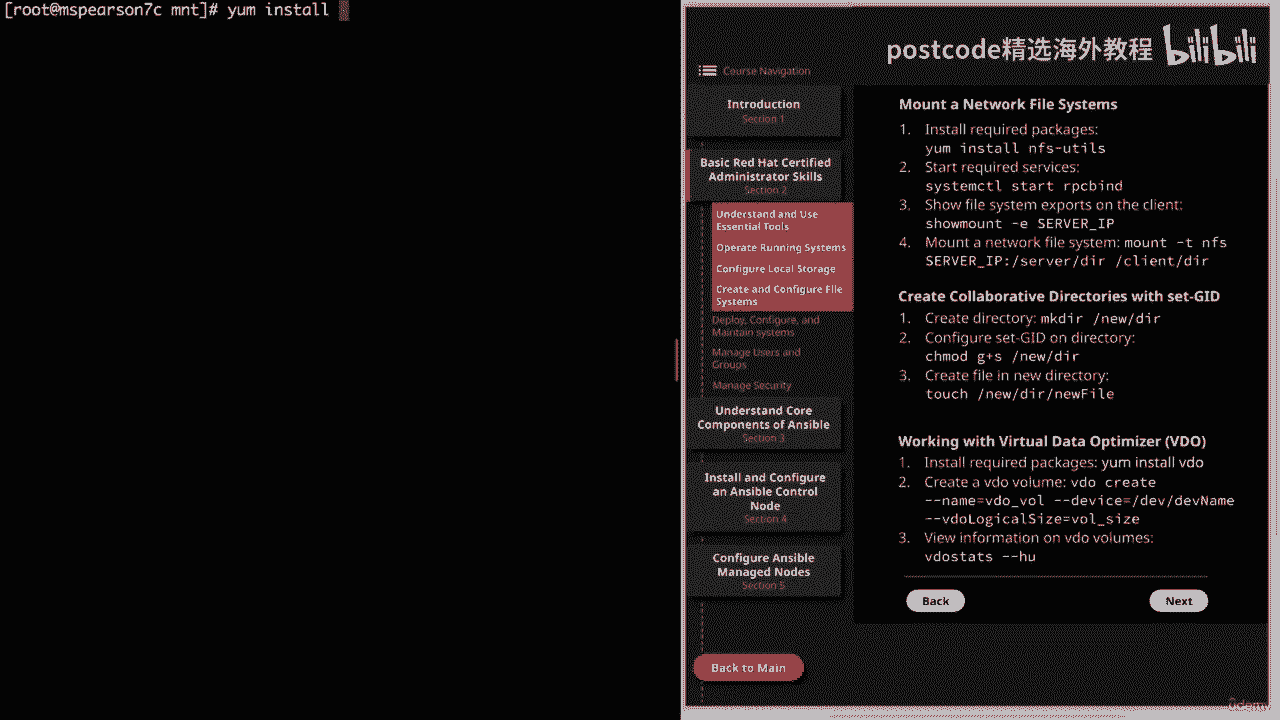 [root@mspearson7c mnt]# yum install
postcode精选海外教程 bilibili
Course Navigation
Introduction
Section 1
Basic Red Hat Certified
Administrator Skills
Section 2
Understand and Use
Essential Tools
Operate Running Systems
Configure Local Storage
Create and Configure File
Systems
Deploy, Configure, and
Maintain systems
Manage Users and
Groups
Manage Security
Understand Core
Components of Ansible
Section 3
Install and Configure
an Ansible Control
Node
Section 4
Configure Ansible
Managed Nodes
Section 5
Back to Main
Mount a Network File Systems
1. Install required packages:
yum install nfs-utils
2. Start required services:
systemctl start rpcbind
3. Show file system exports on the client:
showmount -e SERVER_IP
4. Mount a network file system: mount -t nfs
SERVER_IP:/server/dir /client/dir
Create Collaborative Directories with set-GID
1. Create directory: mkdir /new/dir
2. Configure set-GID on directory:
chmod g+s /new/dir
3. Create file in new directory:
touch /new/dir/newFile
Working with Virtual Data Optimizer (VDO)
1. Install required packages: yum install vdo
2. Create a vdo volume: vdo create
--name=vdo_vol --device=/dev/devName
--vdoLogicalSize=vol_size
3. View information on vdo volumes:
vdostats --hu
Back
Next